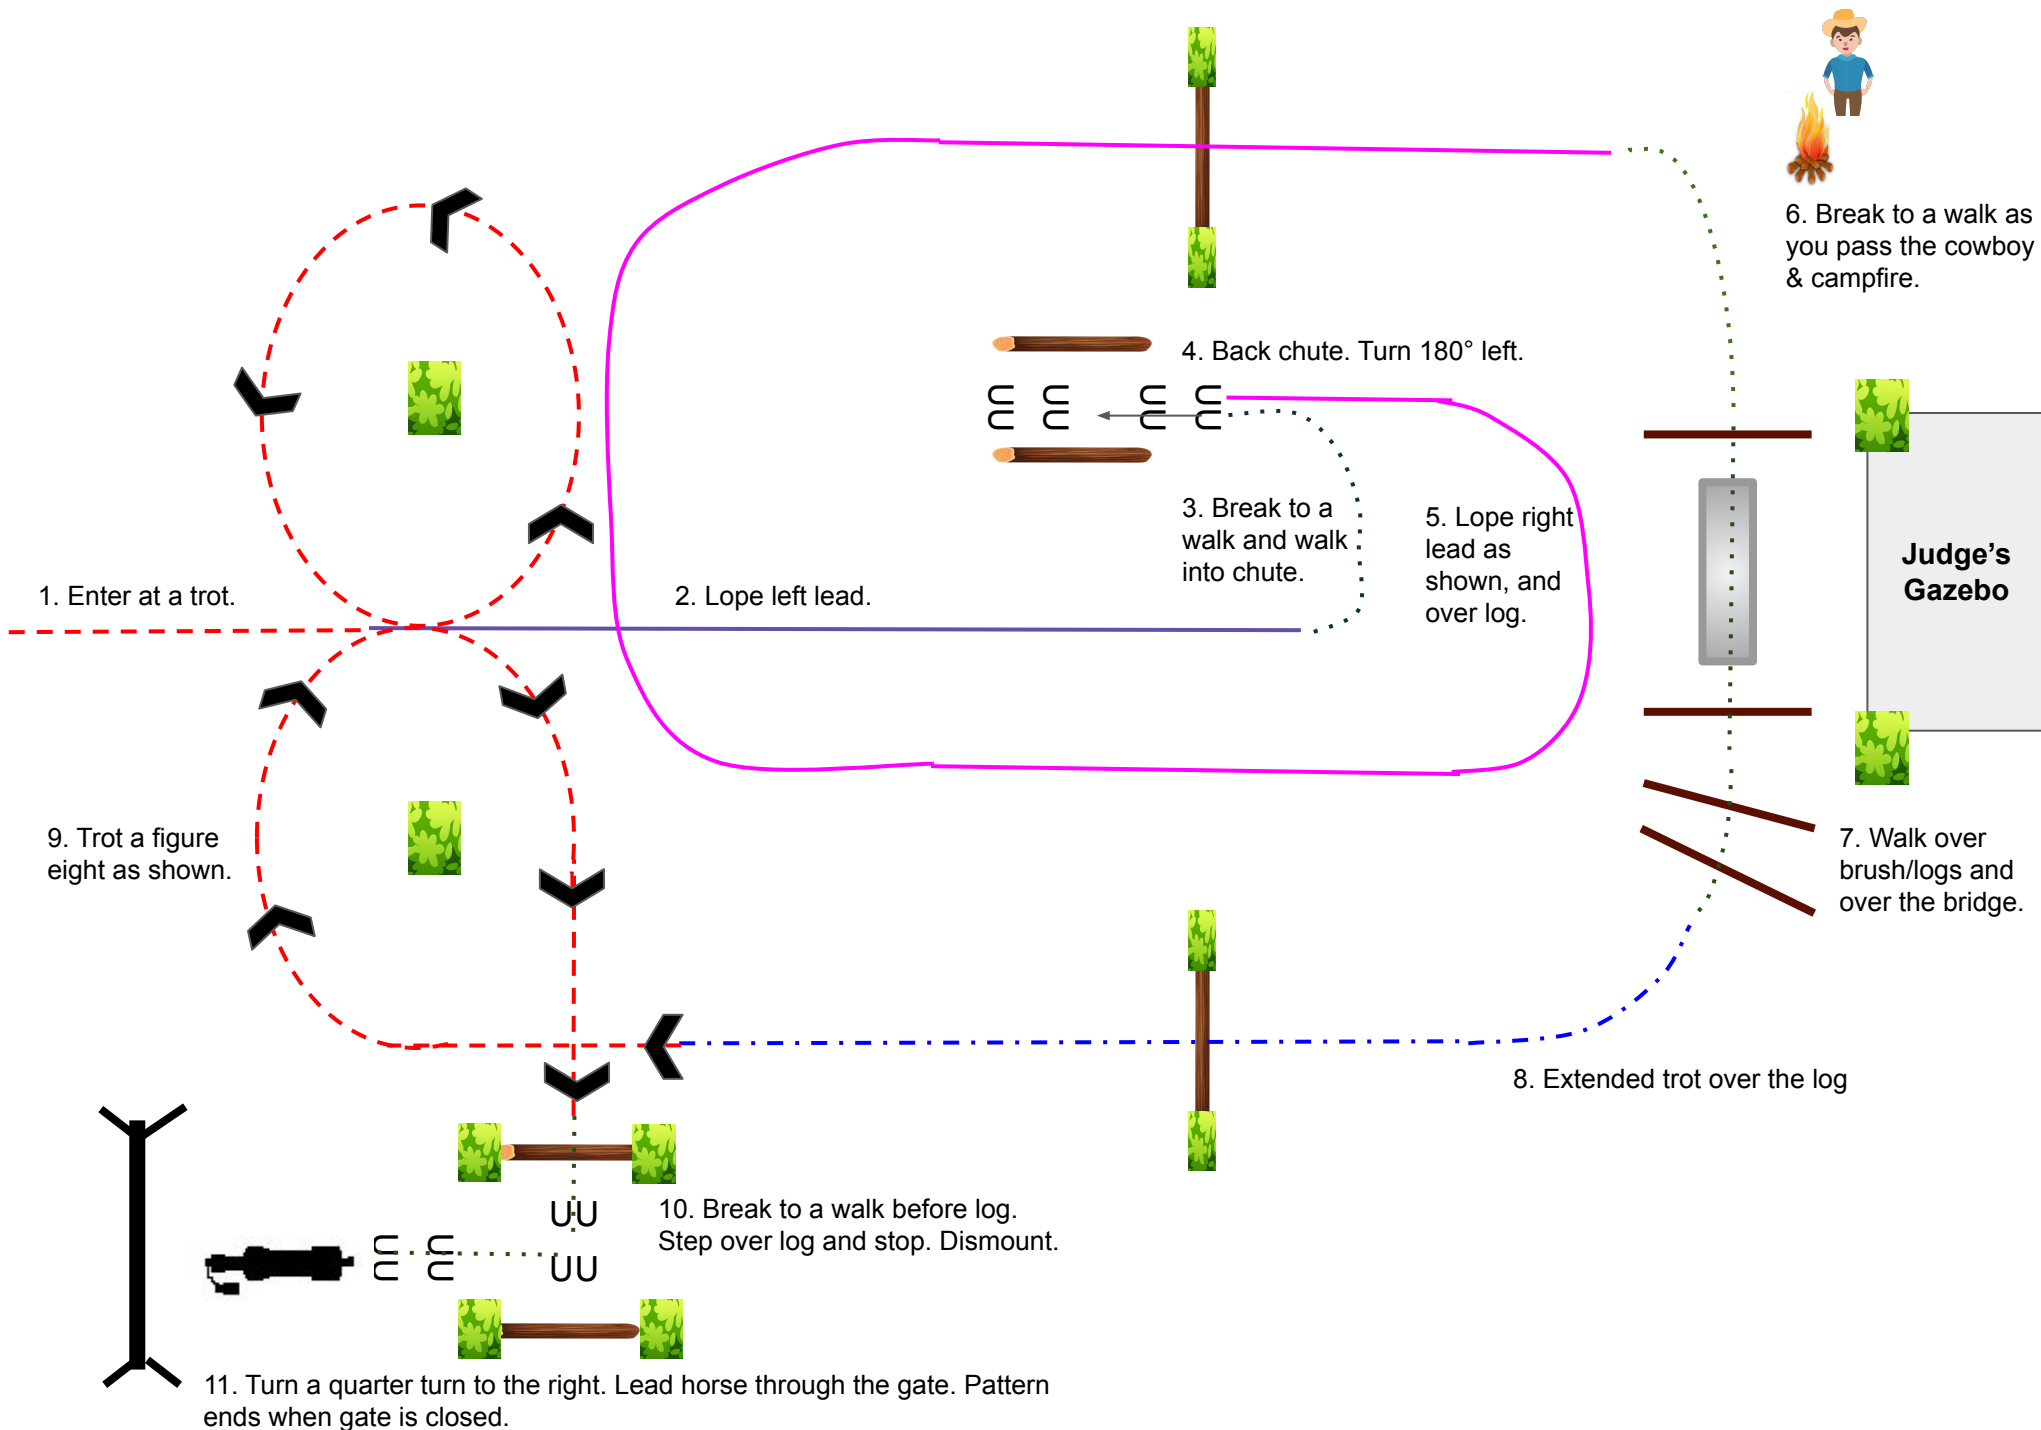 6. Break to a walk as
you pass the cowboy
& campfire.
4. Back chute. Turn 180° left.
3. Break to a
walk and walk
into chute.
5. Lope right
lead as
shown, and
over log.
Judge's
Gazebo
1. Enter at a trot.
2. Lope left lead.
9. Trot a figure
eight as shown.
7. Walk over
brush/logs and
over the bridge.
8. Extended trot over the log
10. Break to a walk before log.
Step over log and stop. Dismount.
11. Turn a quarter turn to the right. Lead horse through the gate. Pattern
ends when gate is closed.